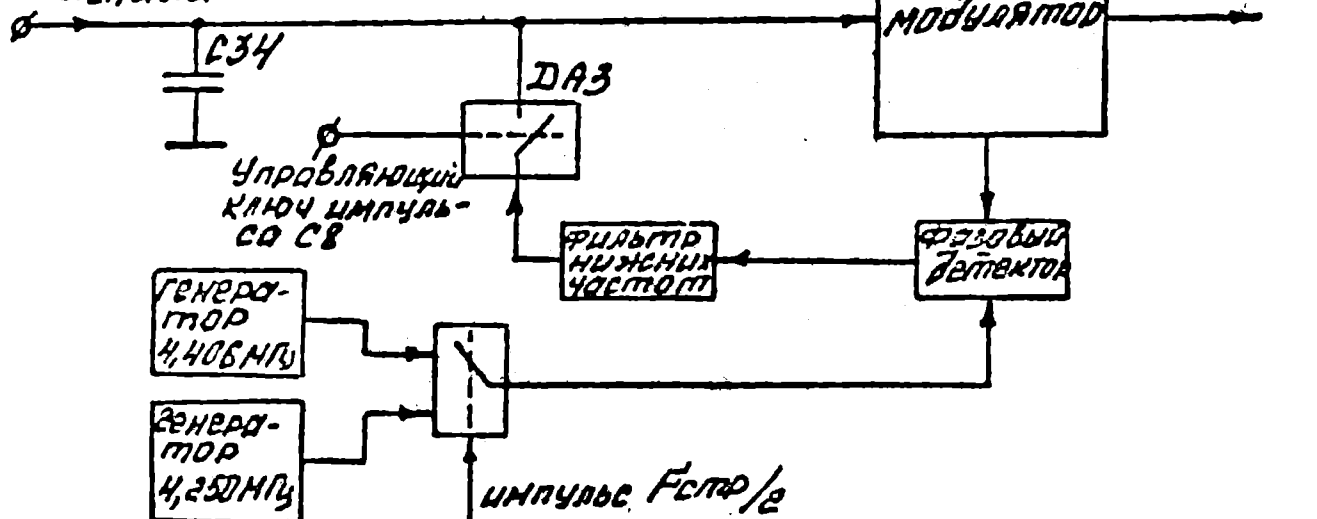 модулятор
С34
DA3
Управляющий
ключ импуль-
са С8
фильтр
нижних
частот
Фазовый
детектор
Генера-
тор
4,406 МГц
Генера-
тор
4,250 МГц
импульс Fстр/2